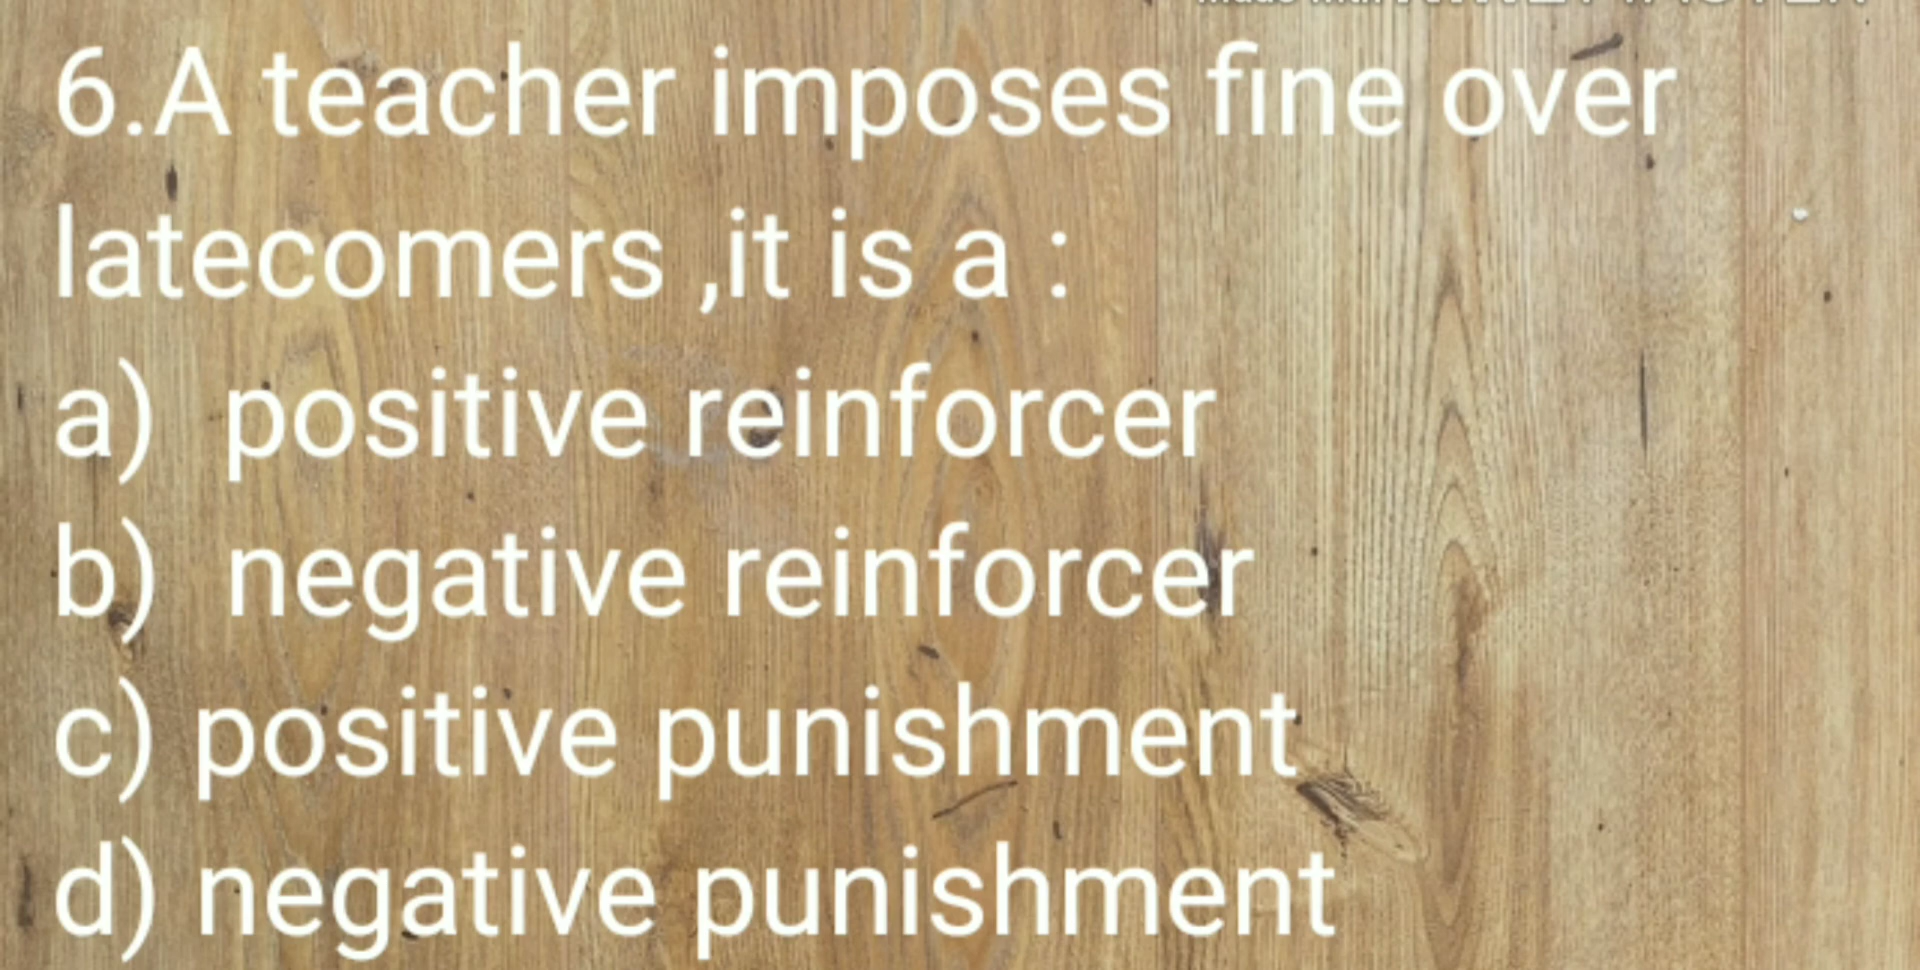 6.A teacher imposes fine over
latecomers ,it is a :
a) positive reinforcer
b) negative reinforcer
c) positive punishment
d) negative punishment